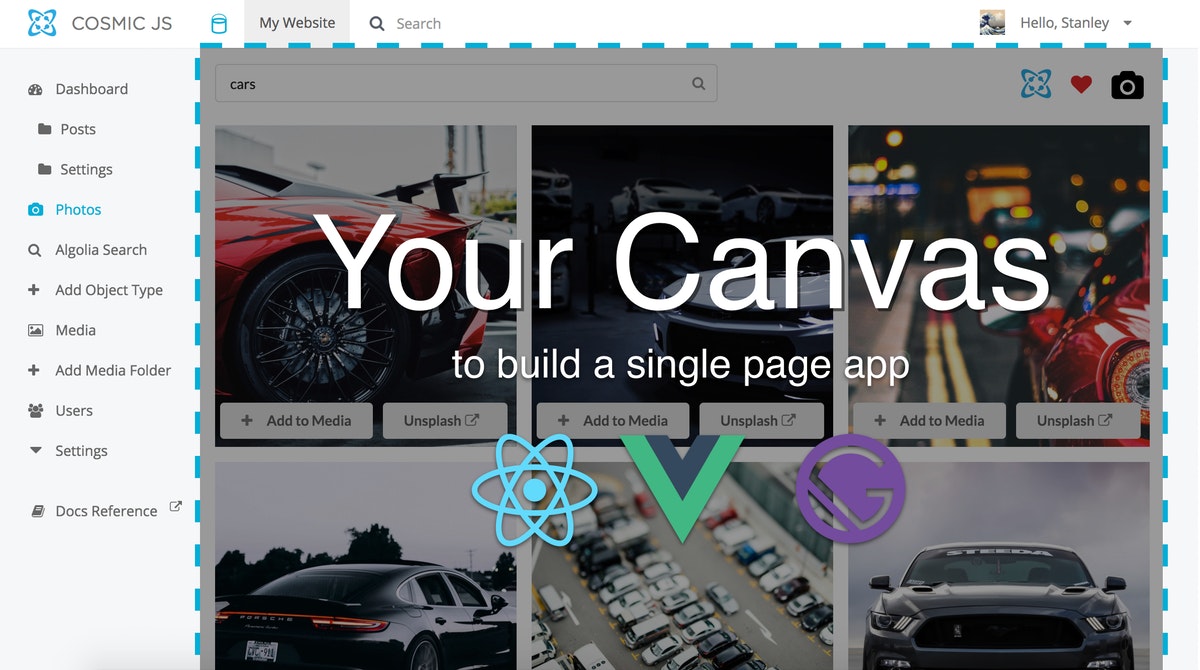 COSMIC JS
My Website
Search
Hello, Stanley
Dashboard
Posts
Settings
Photos
Algolia Search
Add Object Type
Media
Add Media Folder
Users
Settings
Docs Reference
cars
Your Canvas
to build a single page app
Add to Media
Unsplash
Add to Media
Unsplash
Add to Media
Unsplash
PORSCHE
STEEDA